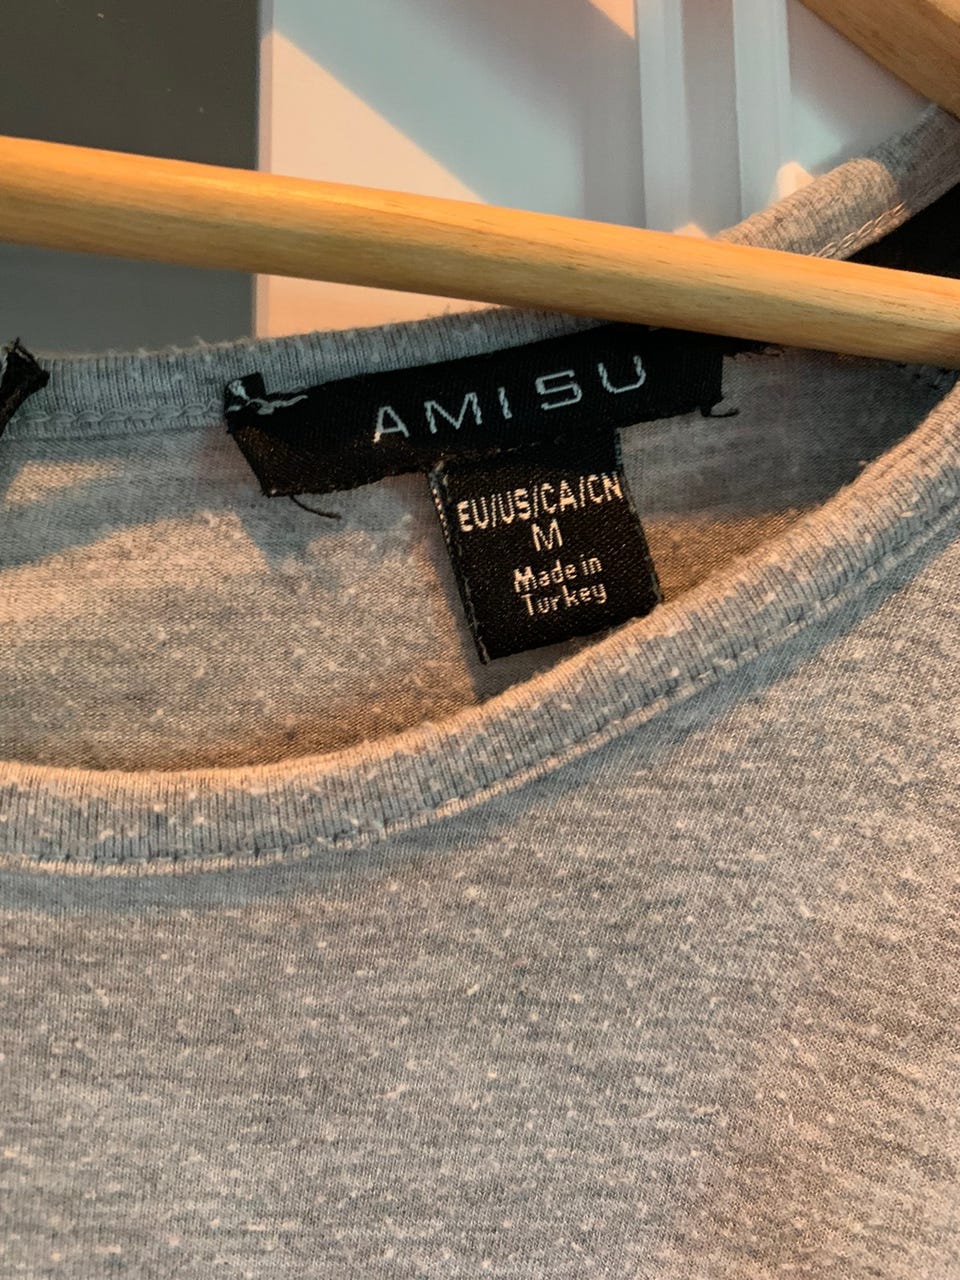 AMISU
EU/US/CA/CN
M
Made in
Turkey